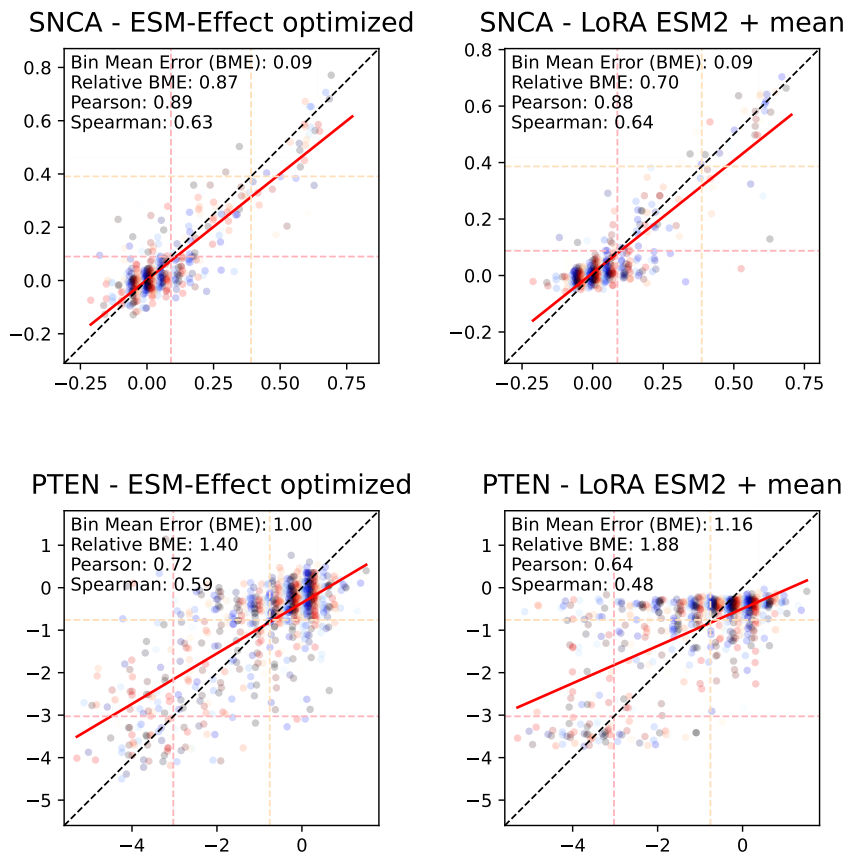 SNCA - ESM-Effect optimized
Bin Mean Error (BME): 0.09
Relative BME: 0.87
Pearson: 0.89
Spearman: 0.63
0.8
0.6
0.4
0.2
0.0
−0.2
−0.25 0.00 0.25 0.50 0.75
SNCA - LoRA ESM2 + mean
Bin Mean Error (BME): 0.09
Relative BME: 0.70
Pearson: 0.88
Spearman: 0.64
0.8
0.6
0.4
0.2
0.0
−0.2
−0.25 0.00 0.25 0.50 0.75
PTEN - ESM-Effect optimized
Bin Mean Error (BME): 1.00
Relative BME: 1.40
Pearson: 0.72
Spearman: 0.59
1
0
−1
−2
−3
−4
−5
−4 −2 0
PTEN - LoRA ESM2 + mean
Bin Mean Error (BME): 1.16
Relative BME: 1.88
Pearson: 0.64
Spearman: 0.48
1
0
−1
−2
−3
−4
−5
−4 −2 0